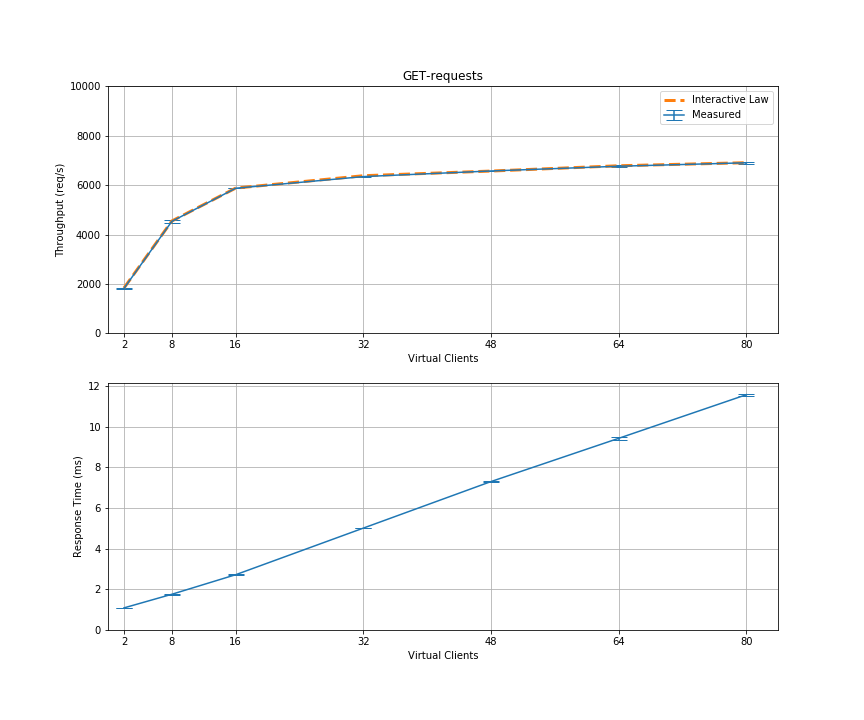 GET-requests
10000
8000
6000
4000
2000
0
Throughput (req/s)
Interactive Law
Measured
2 8 16 32 48 64 80
Virtual Clients
12
10
8
6
4
2
0
Response Time (ms)
2 8 16 32 48 64 80
Virtual Clients